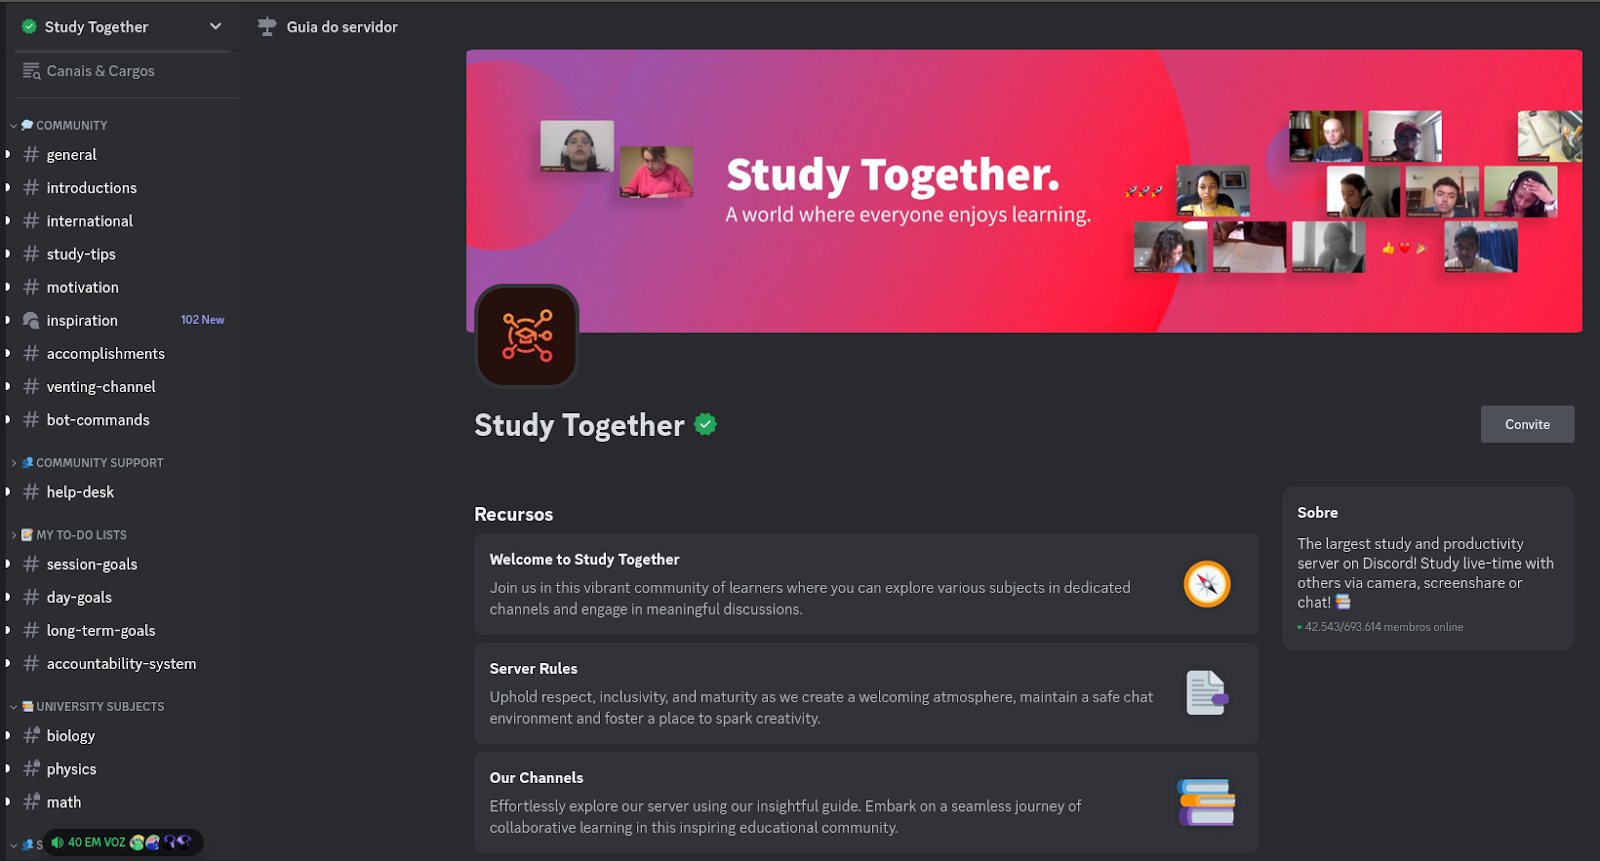 Study Together
Canais & Cargos
COMMUNITY
general
introductions
international
study-tips
motivation
inspiration 102 New
accomplishments
venting-channel
bot-commands
COMMUNITY SUPPORT
help-desk
MY TO-DO LISTS
session-goals
day-goals
long-term-goals
accountability-system
UNIVERSITY SUBJECTS
biology
physics
math
S
40 EM VOZ
Guia do servidor
Study Together.
A world where everyone enjoys learning.
Study Together
Convite
Recursos
Welcome to Study Together
Join us in this vibrant community of learners where you can explore various subjects in dedicated
channels and engage in meaningful discussions.
Server Rules
Uphold respect, inclusivity, and maturity as we create a welcoming atmosphere, maintain a safe chat
environment and foster a place to spark creativity.
Our Channels
Effortlessly explore our server using our insightful guide. Embark on a seamless journey of
collaborative learning in this inspiring educational community.
Sobre
The largest study and productivity
server on Discord! Study live-time with
others via camera, screenshare or
chat!
42.543/693.614 membros online